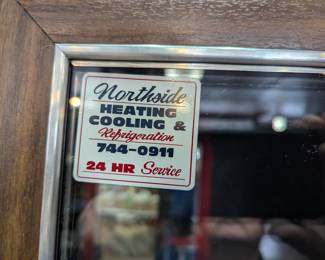 Northside
HEATING
COOLING &
Refrigeration
744-0911
24 HR Service